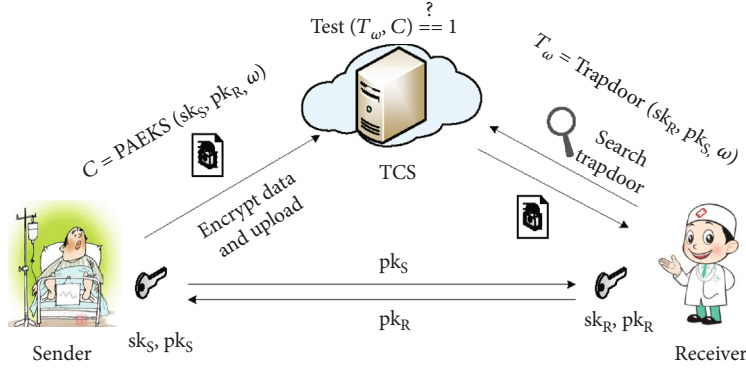 Test (T_ω, C) ?== 1
C = PAEKS (sk_S, pk_R, ω)
T_ω = Trapdoor (sk_R, pk_S, ω)
TCS
Search
trapdoor
Encrypt data
and upload
pk_S
pk_R
sk_S, pk_S
sk_R, pk_R
Sender
Receiver